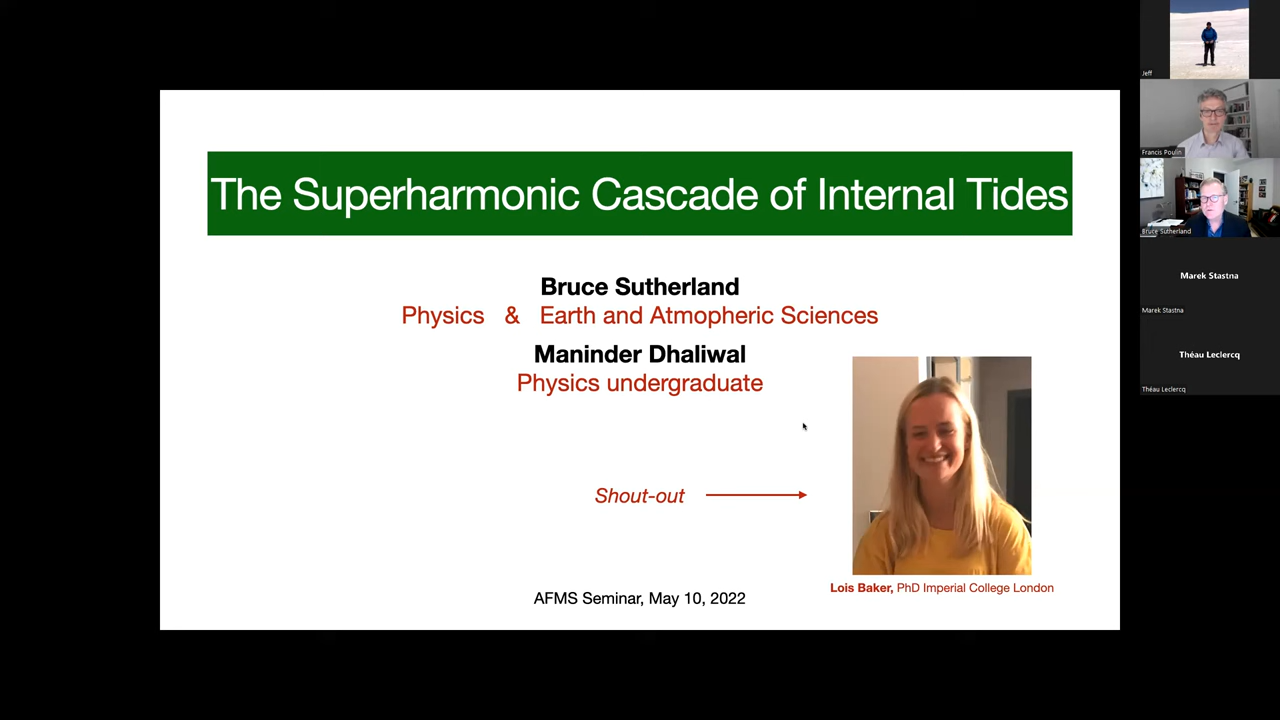 The Superharmonic Cascade of Internal Tides
Bruce Sutherland
Physics & Earth and Atmopheric Sciences
Maninder Dhaliwal
Physics undergraduate
Shout-out
Lois Baker, PhD Imperial College London
AFMS Seminar, May 10, 2022
Jeff
Francis Poulin
Bruce Sutherland
Marek Stastna
Marek Stastna
Théau Leclercq
Théau Leclercq